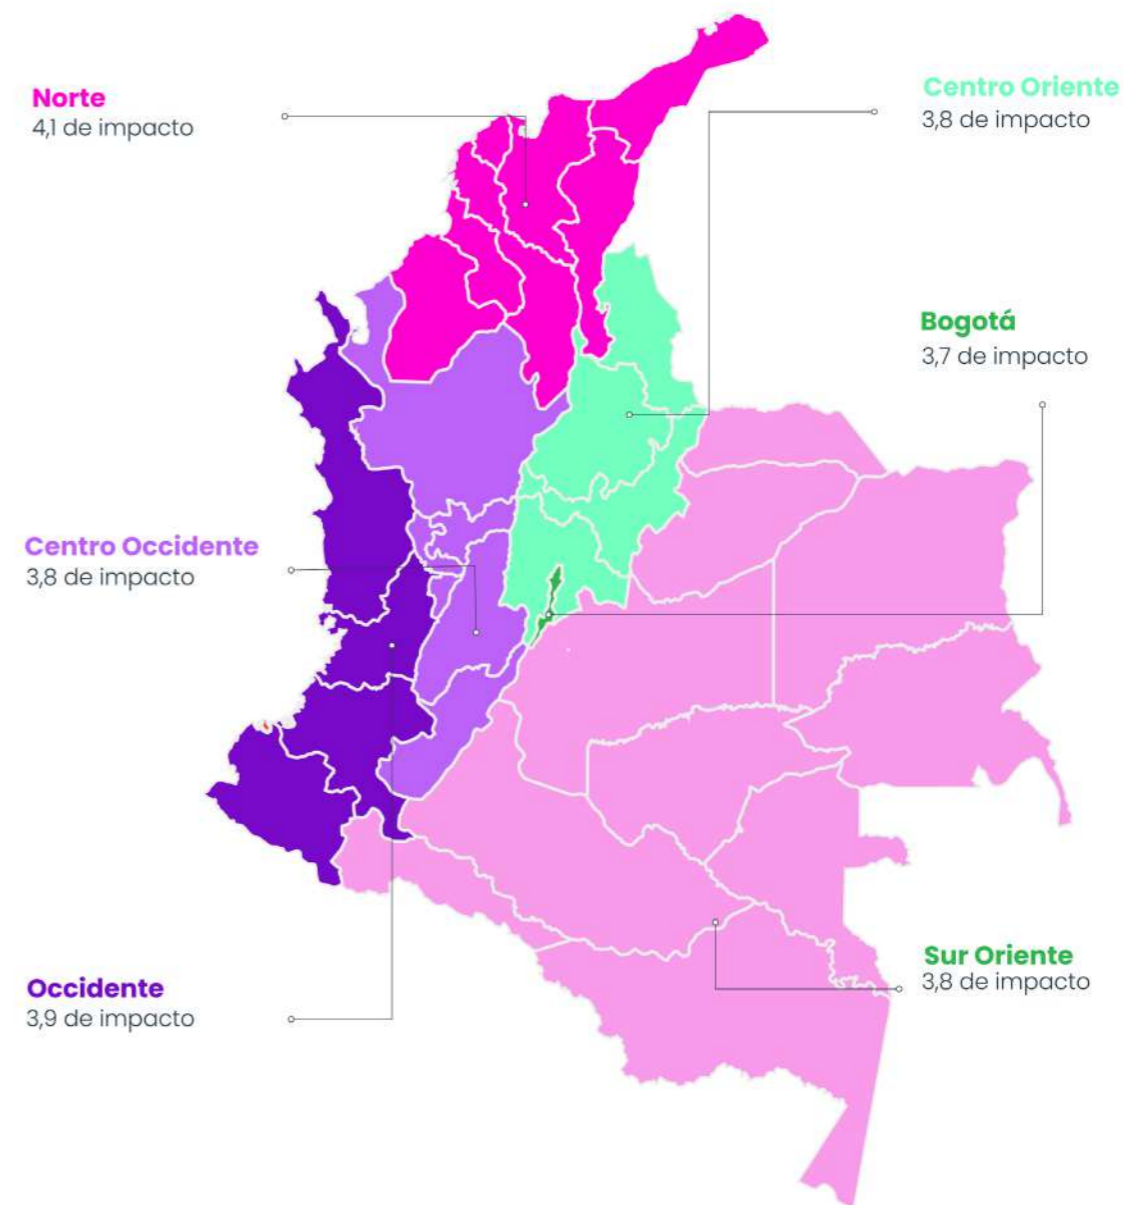 Norte
4,1 de impacto
Centro Oriente
3,8 de impacto
Bogotá
3,7 de impacto
Centro Occidente
3,8 de impacto
Occidente
3,9 de impacto
Sur Oriente
3,8 de impacto